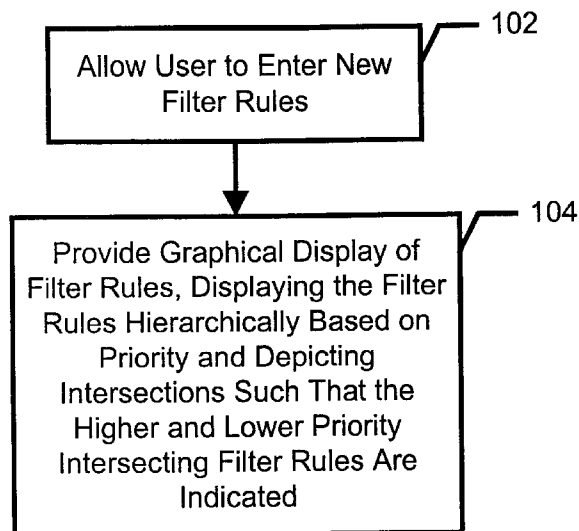 102
Allow User to Enter New
Filter Rules
104
Provide Graphical Display of
Filter Rules, Displaying the Filter
Rules Hierarchically Based on
Priority and Depicting
Intersections Such That the
Higher and Lower Priority
Intersecting Filter Rules Are
Indicated